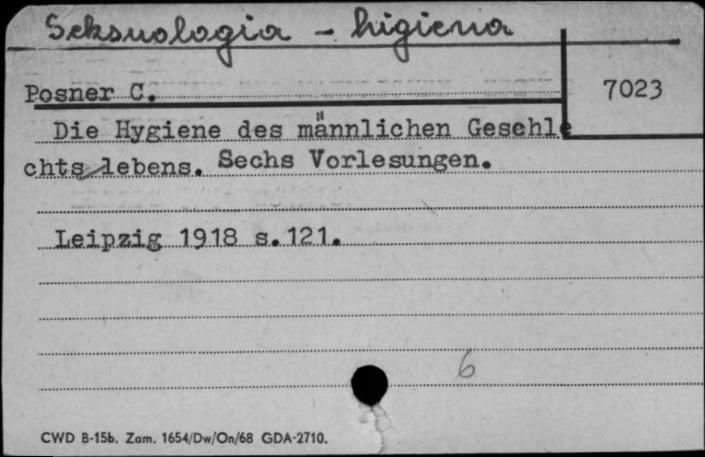 Seksuologia - higiena
Posner C.
7023
Die Hygiene des männlichen Geschle
chts lebens. Sechs Vorlesungen.
Leipzig 1918 s.121.
6
CWD B-15b. Zam. 1654/Dw/On/68 GDA-2710.